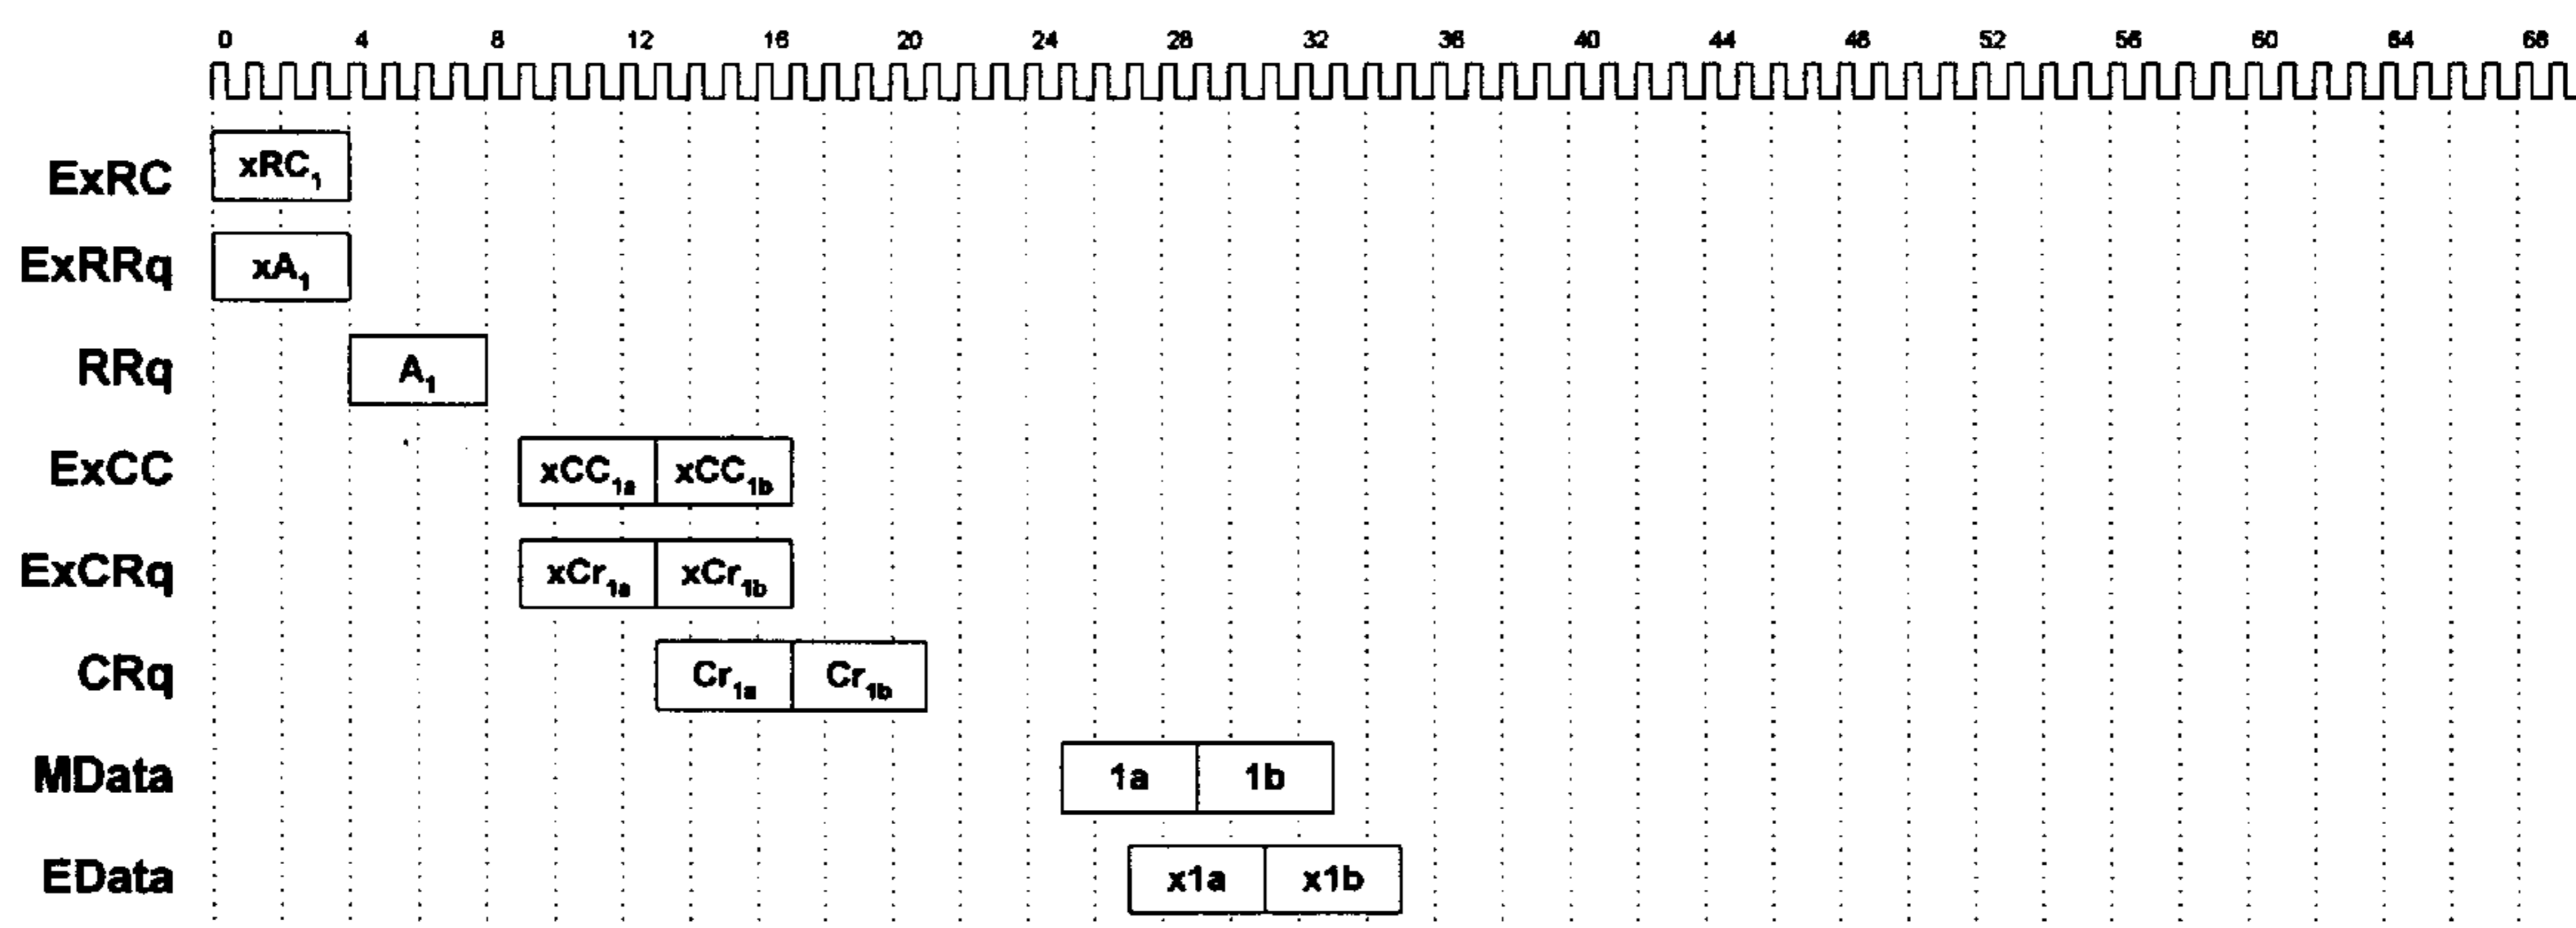 0 4 8 12 16 20 24 28 32 36 40 44 48 52 56 60 64 68
ExRC xRC1
ExRRq xA1
RRq A1
ExCC xCC1a xCC1b
ExCRq xCr1a xCr1b
CRq Cr1a Cr1b
MData 1a 1b
EData x1a x1b